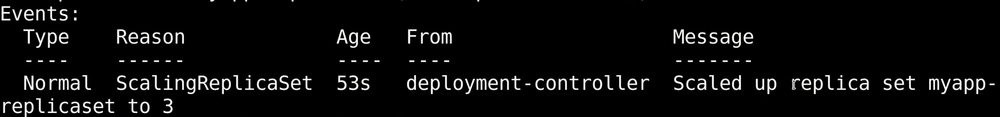 Events:
Type Reason Age From Message
---- ------ ---- ---- -------
Normal ScalingReplicaSet 53s deployment-controller Scaled up replica set myapp-
replicaset to 3